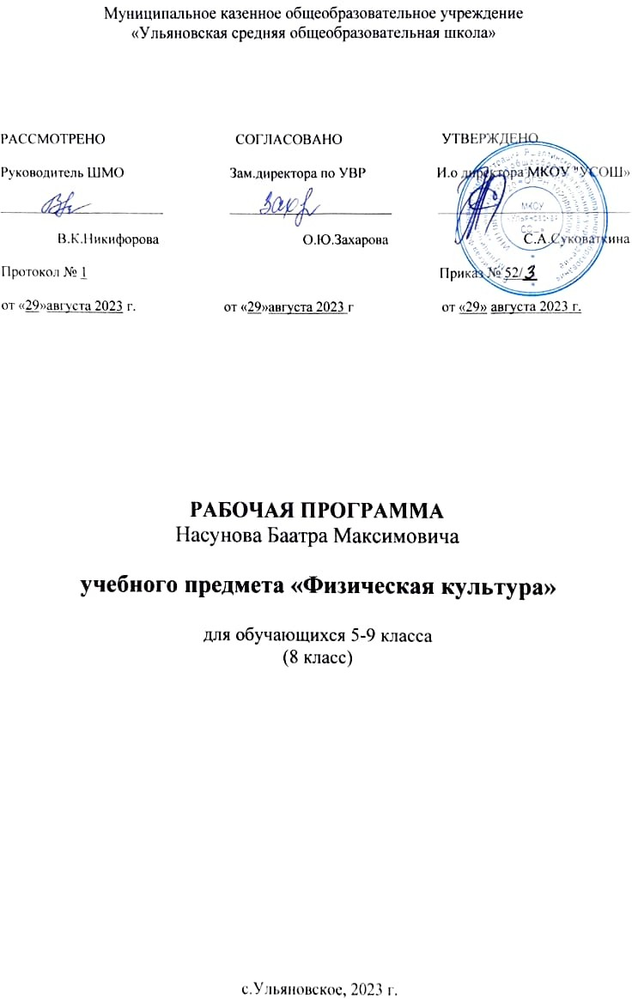 Муниципальное казенное общеобразовательное учреждение
«Ульяновская средняя общеобразовательная школа»
РАССМОТРЕНО СОГЛАСОВАНО УТВЕРЖДЕНО
Руководитель ШМО Зам.директора по УВР И.о директора МКОУ "УСОШ»
В.К.Никифорова О.Ю.Захарова С.А.Суковаткина
МКОУ
«Ульяновская
СОШ»
Протокол № 1 Приказ № 52/3
от «29»августа 2023 г. от «29»августа 2023 г от «29» августа 2023 г.
РАБОЧАЯ ПРОГРАММА
Насунова Баатра Максимовича
учебного предмета «Физическая культура»
для обучающихся 5-9 класса
(8 класс)
с.Ульяновское, 2023 г.